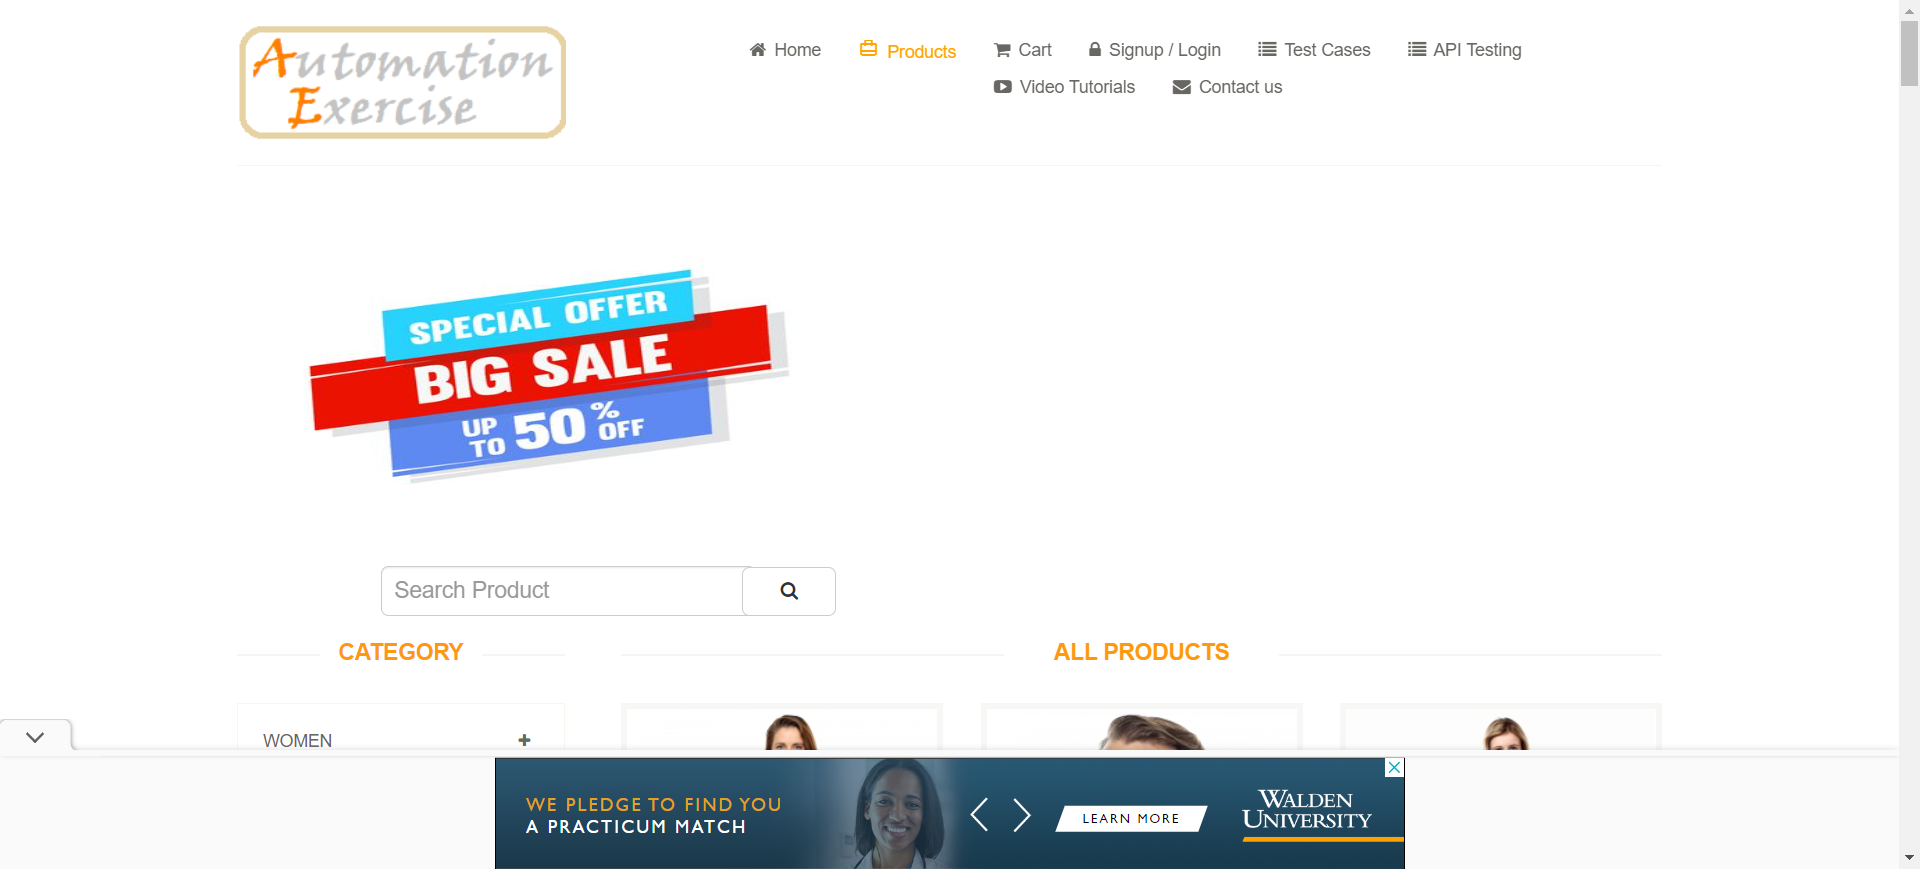 Automation
Exercise
Home
Products
Cart
Signup / Login
Test Cases
API Testing
Video Tutorials
Contact us
SPECIAL OFFER
BIG SALE
UP TO 50% OFF
Search Product
CATEGORY
ALL PRODUCTS
WOMEN
WE PLEDGE TO FIND YOU
A PRACTICUM MATCH
LEARN MORE
WALDEN
UNIVERSITY